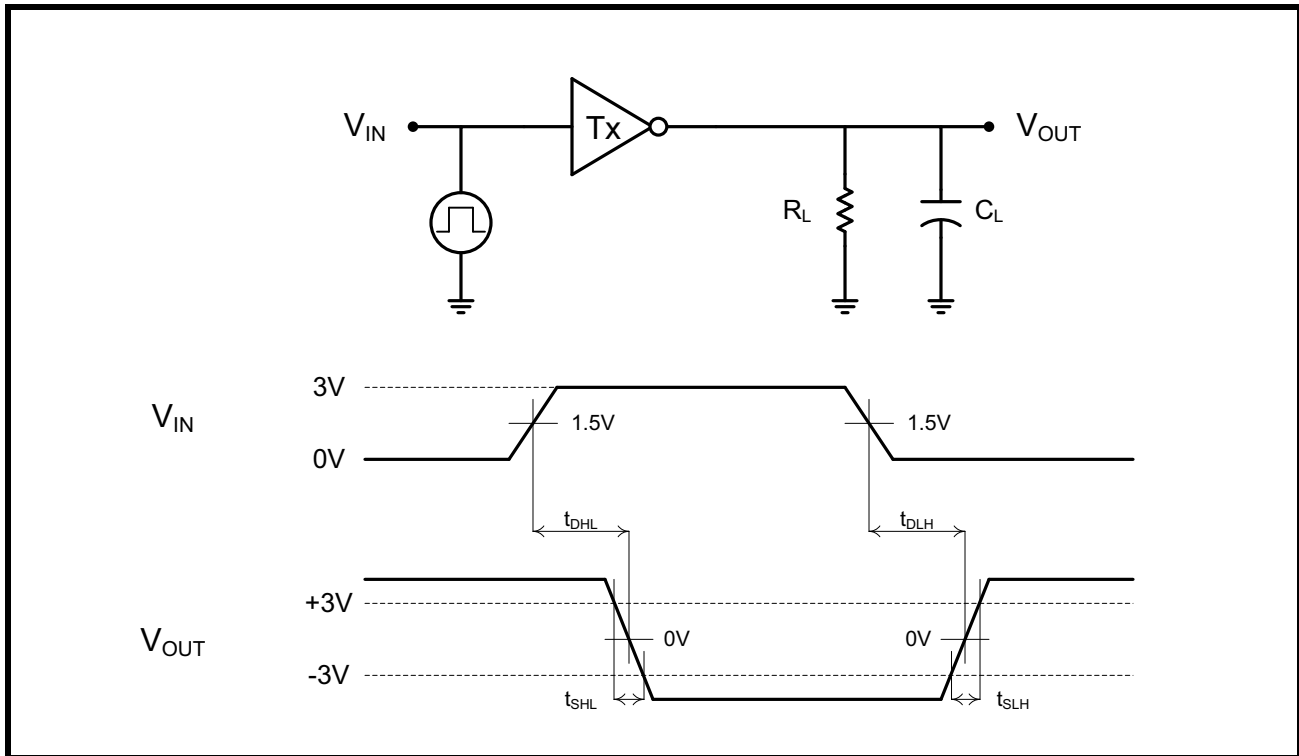 V_IN Tx V_OUT
R_L C_L
3V
V_IN 1.5V 1.5V
0V
t_DHL t_DLH
+3V
V_OUT 0V 0V
-3V
t_SHL t_SLH